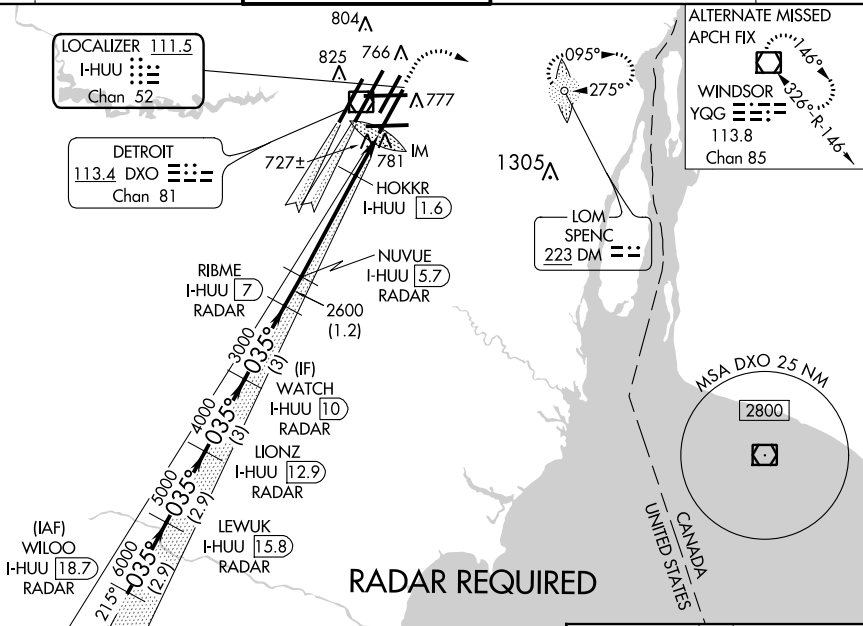 804
LOCALIZER 111.5
I-HUU
Chan 52
825
766
777
DETROIT
113.4 DXO
Chan 81
727±
781
IM
HOKKR
I-HUU 1.6
095°
275°
1305
LOM
SPENC
223 DM
ALTERNATE MISSED
APCH FIX
146°
326°
R-146
WINDSOR
YQG
113.8
Chan 85
RIBME
I-HUU 7
RADAR
NUVUE
I-HUU 5.7
RADAR
2600
(1.2)
3000
035°
(3)
(IF)
WATCH
I-HUU 10
RADAR
4000
035°
(3)
LIONZ
I-HUU 12.9
RADAR
5000
035°
(2.9)
LEWUK
I-HUU 15.8
RADAR
(IAF)
WILOO
I-HUU 18.7
RADAR
6000
035°
(2.9)
215°
MSA DXO 25 NM
2800
CANADA
UNITED STATES
RADAR REQUIRED